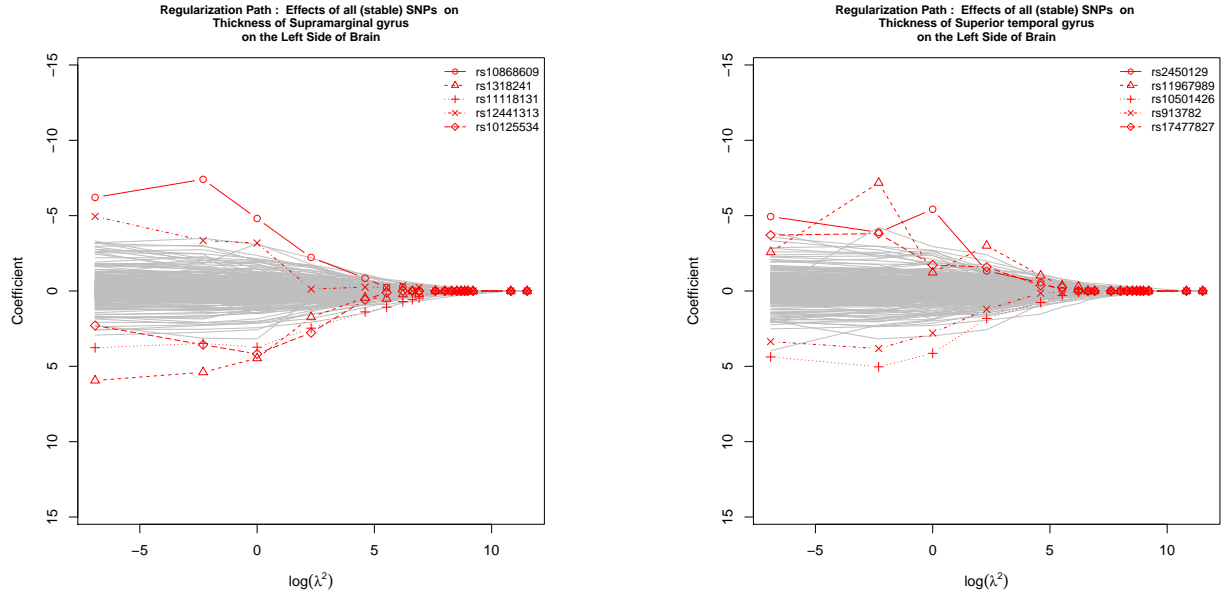 Regularization Path : Effects of all (stable) SNPs on
Thickness of Supramarginal gyrus
on the Left Side of Brain
rs10868609
rs1318241
rs11118131
rs12441313
rs10125534
Coefficient
-15
-10
-5
0
5
10
15
−5
0
5
10
log(λ²)
Regularization Path : Effects of all (stable) SNPs on
Thickness of Superior temporal gyrus
on the Left Side of Brain
rs2450129
rs11967989
rs10501426
rs913782
rs17477827
Coefficient
-15
-10
-5
0
5
10
15
−5
0
5
10
log(λ²)